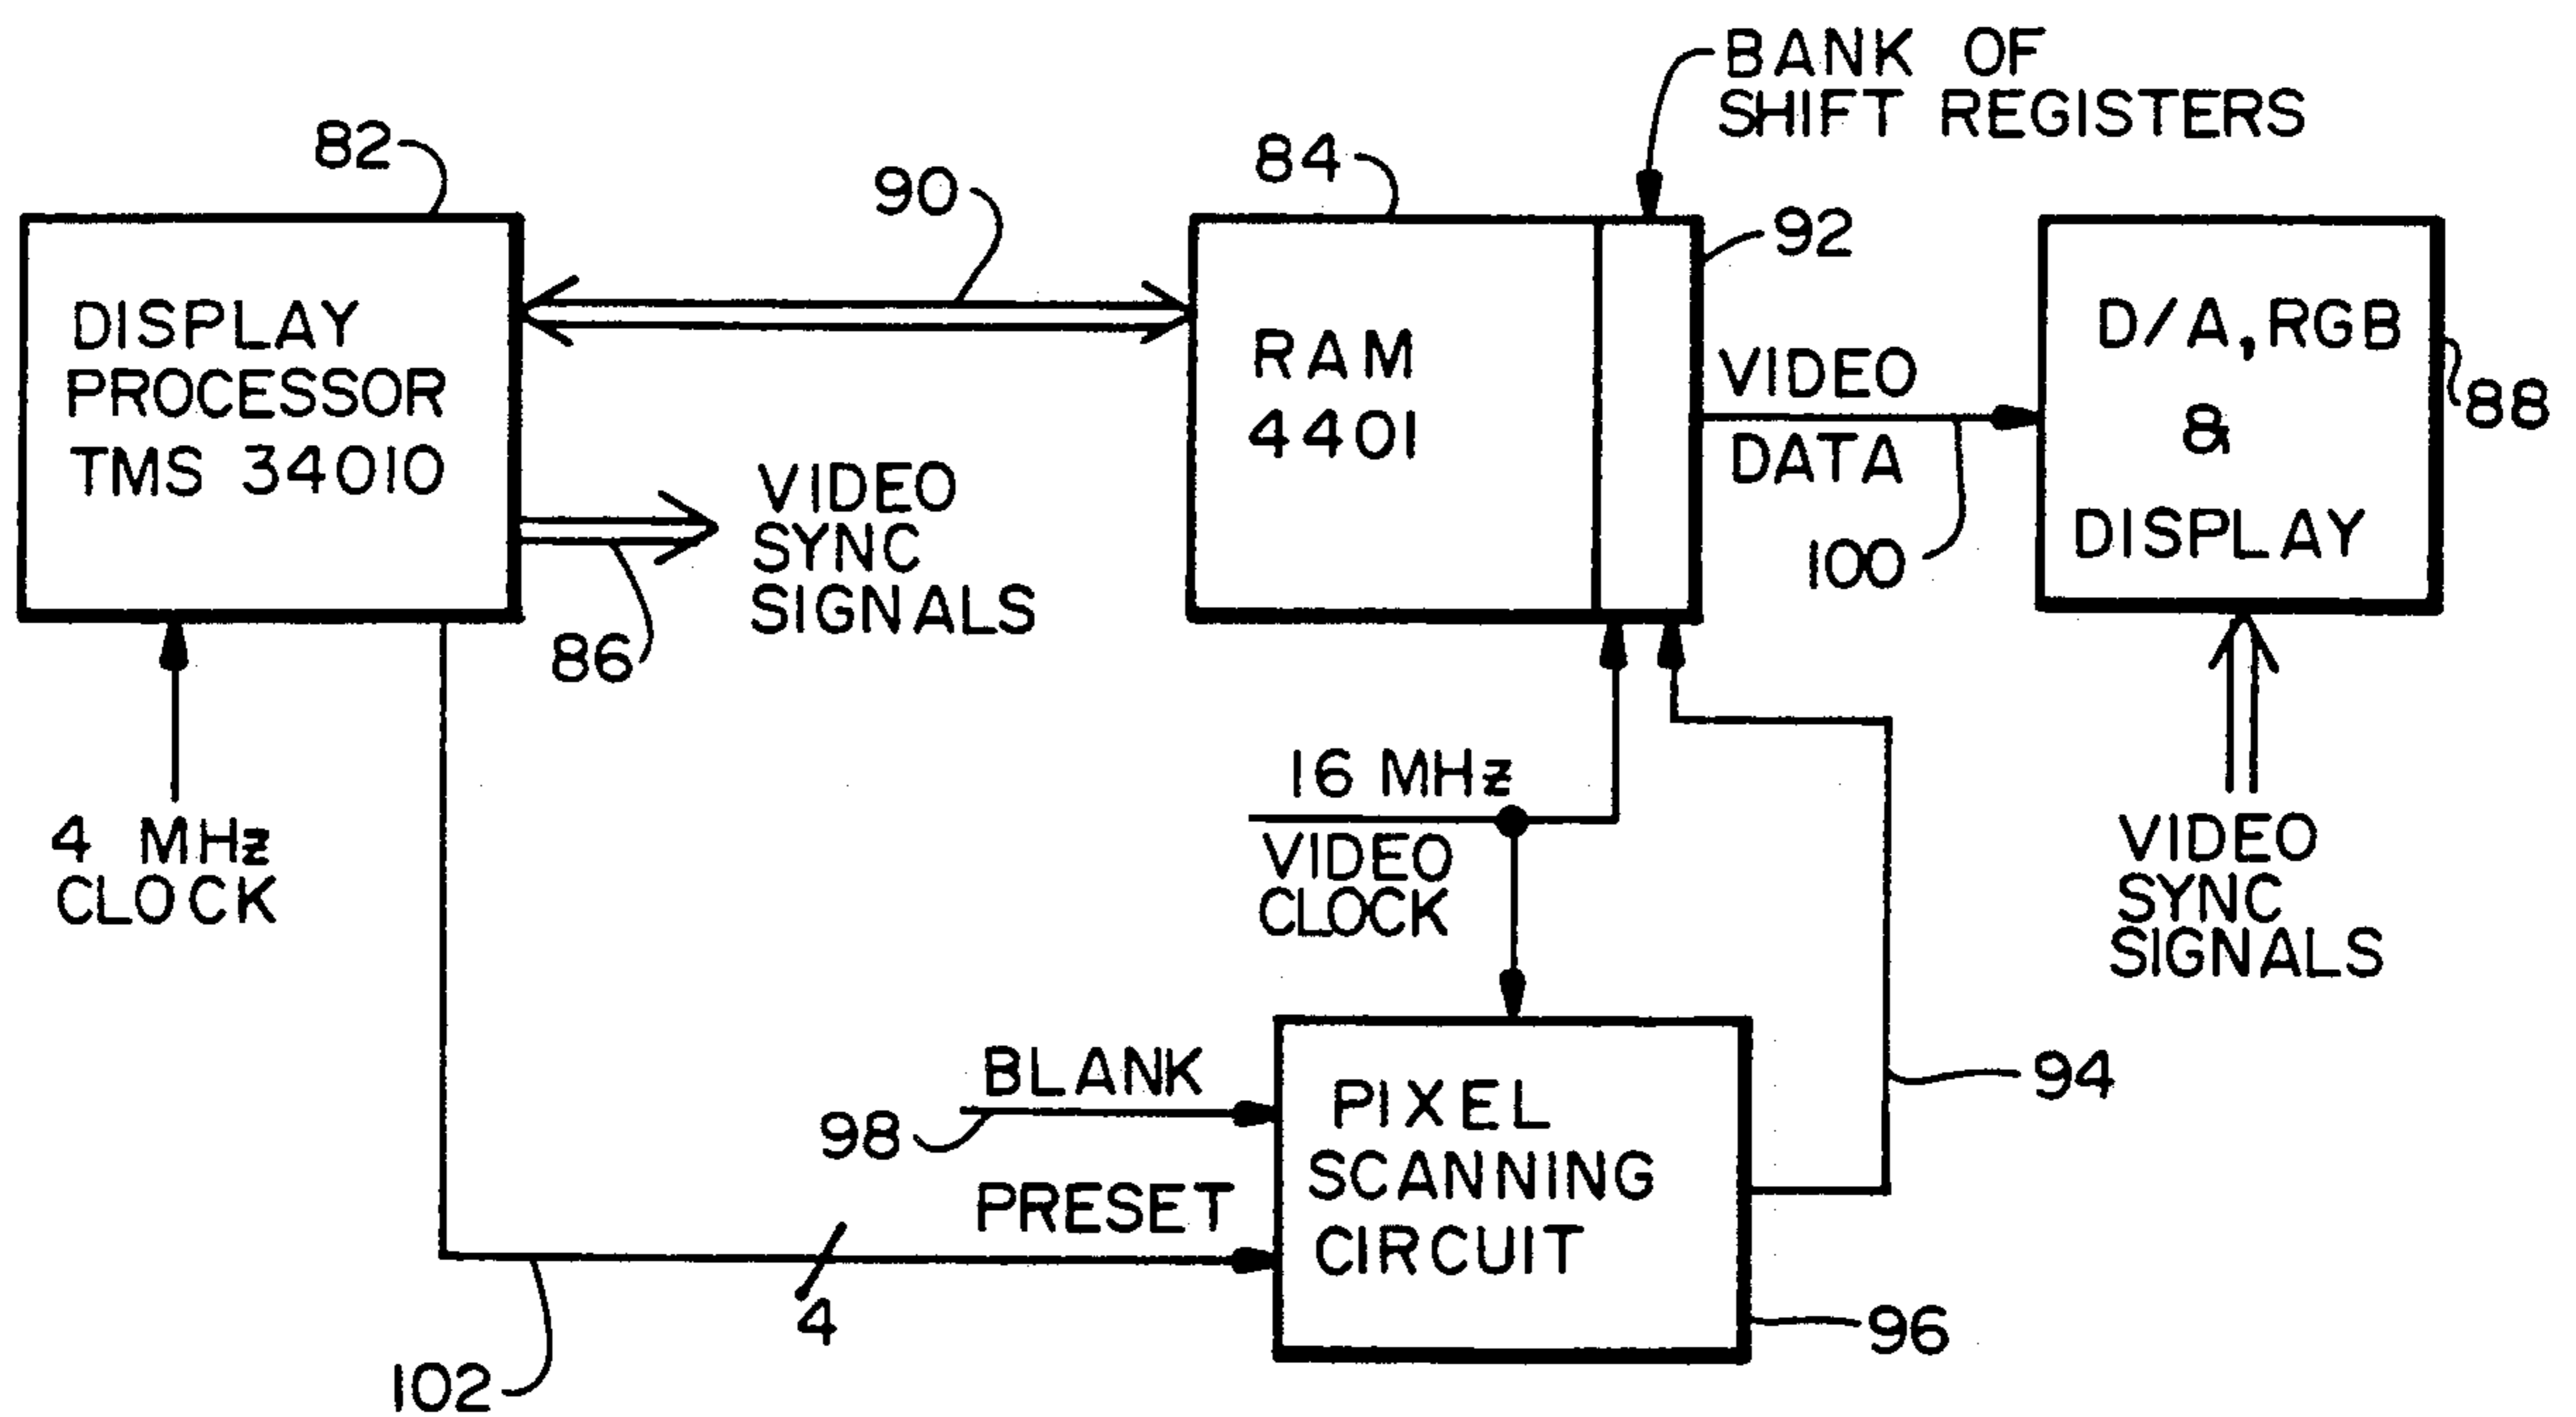 BANK OF
SHIFT REGISTERS
82
90
84
92
DISPLAY
PROCESSOR
TMS 34010
RAM
4401
VIDEO
DATA
100
D/A, RGB
&
DISPLAY
88
VIDEO
SYNC
SIGNALS
86
4 MHz
CLOCK
16 MHz
VIDEO
CLOCK
VIDEO
SYNC
SIGNALS
BLANK
98
PRESET
4
102
PIXEL
SCANNING
CIRCUIT
94
96